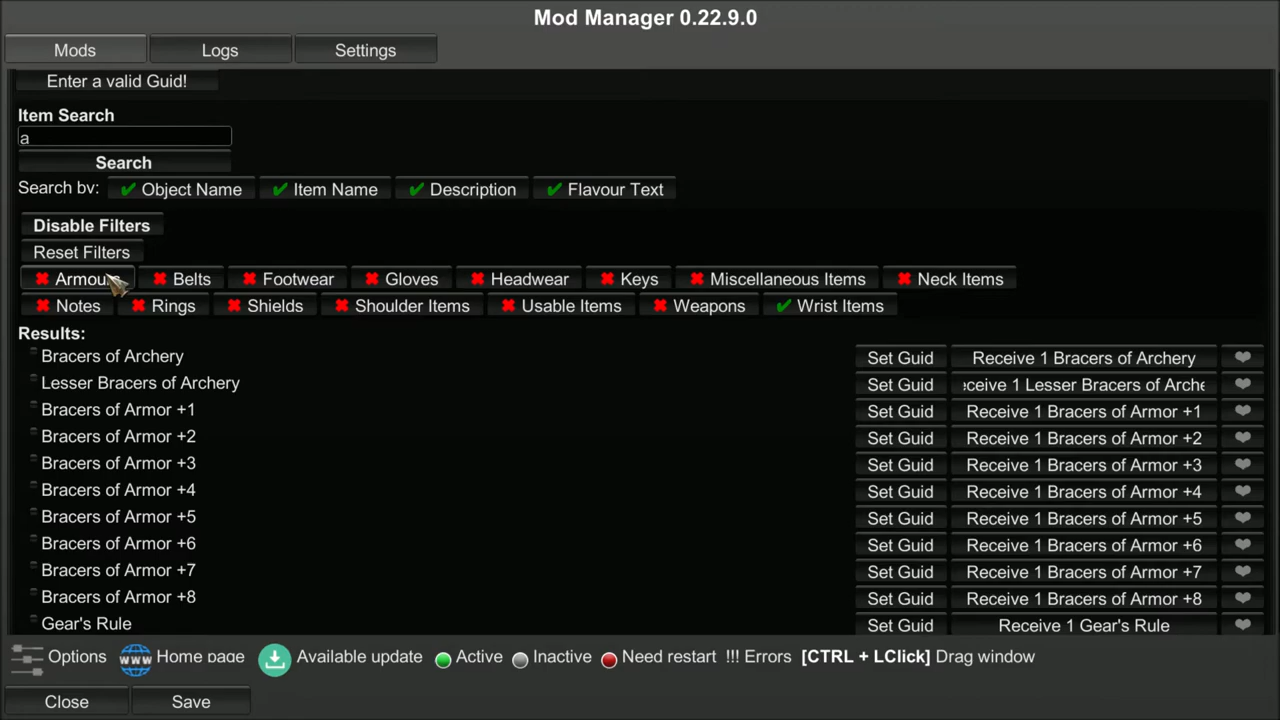 Mod Manager 0.22.9.0
Mods Logs Settings
Enter a valid Guid!
Item Search
a
Search
Search by: ✔ Object Name ✔ Item Name ✔ Description ✔ Flavour Text
Disable Filters
Reset Filters
✖ Armours ✖ Belts ✖ Footwear ✖ Gloves ✖ Headwear ✖ Keys ✖ Miscellaneous Items ✖ Neck Items
✖ Notes ✖ Rings ✖ Shields ✖ Shoulder Items ✖ Usable Items ✖ Weapons ✔ Wrist Items
Results:
Bracers of Archery Set Guid Receive 1 Bracers of Archery
Lesser Bracers of Archery Set Guid eceive 1 Lesser Bracers of Arche
Bracers of Armor +1 Set Guid Receive 1 Bracers of Armor +1
Bracers of Armor +2 Set Guid Receive 1 Bracers of Armor +2
Bracers of Armor +3 Set Guid Receive 1 Bracers of Armor +3
Bracers of Armor +4 Set Guid Receive 1 Bracers of Armor +4
Bracers of Armor +5 Set Guid Receive 1 Bracers of Armor +5
Bracers of Armor +6 Set Guid Receive 1 Bracers of Armor +6
Bracers of Armor +7 Set Guid Receive 1 Bracers of Armor +7
Bracers of Armor +8 Set Guid Receive 1 Bracers of Armor +8
Gear's Rule Set Guid Receive 1 Gear's Rule
Options WWW Home page Available update Active Inactive Need restart !!! Errors [CTRL + LClick] Drag window
Close Save